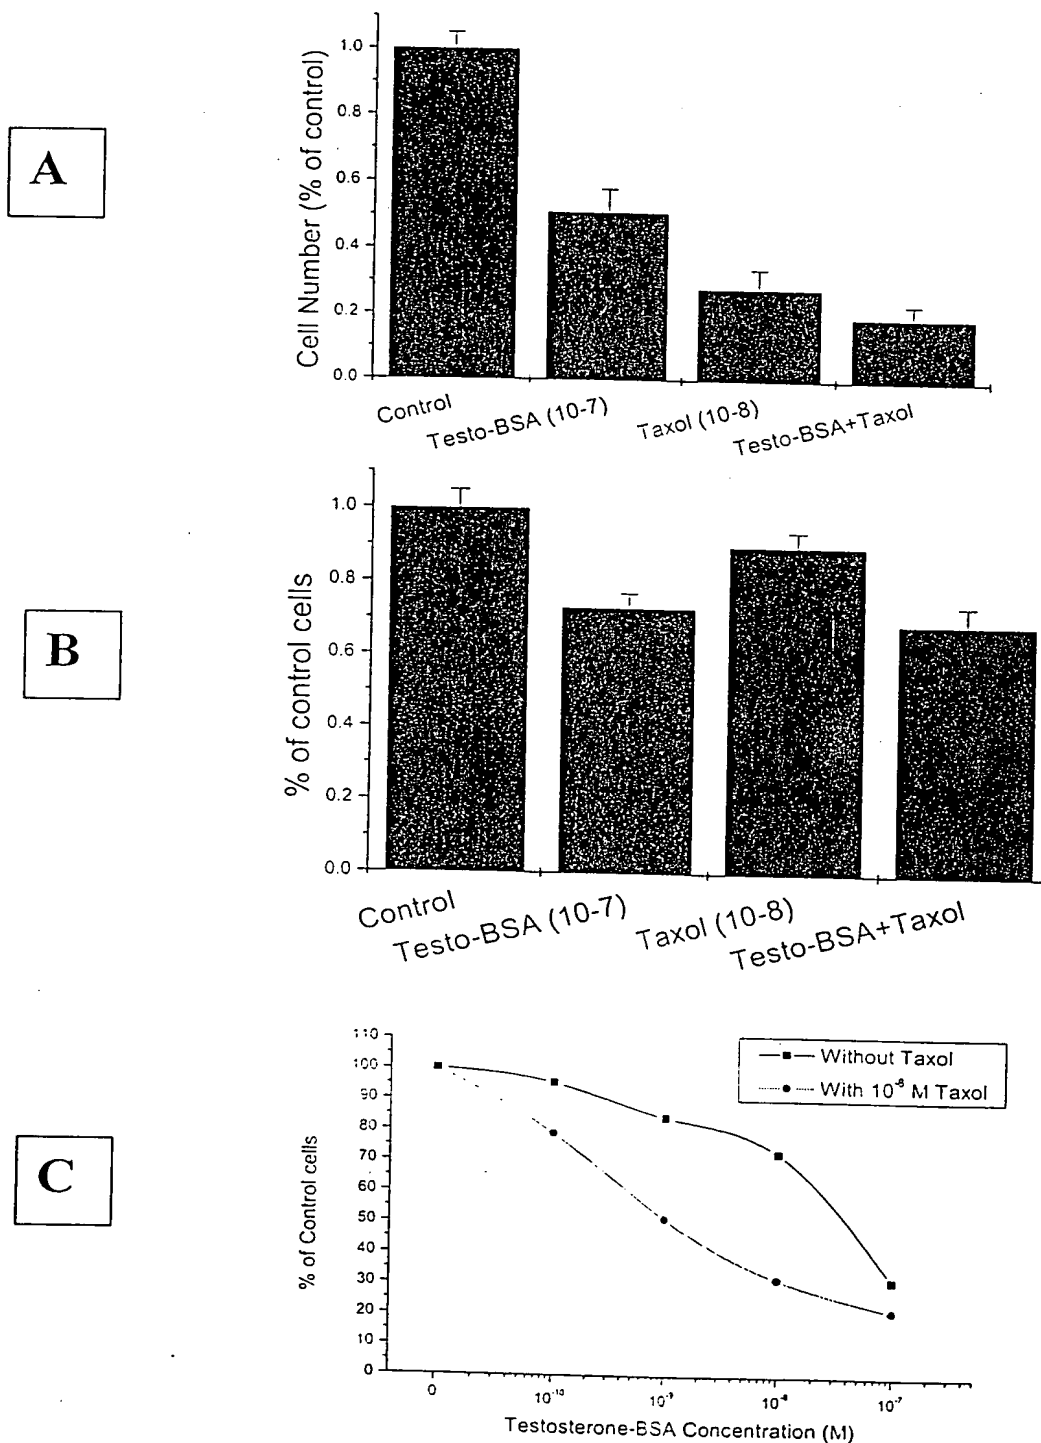 A
Cell Number (% of control)
1.0
0.8
0.6
0.4
0.2
0.0
Control
Testo-BSA (10-7)
Taxol (10-8)
Testo-BSA+Taxol
B
% of control cells
1.0
0.8
0.6
0.4
0.2
0.0
Control
Testo-BSA (10-7)
Taxol (10-8)
Testo-BSA+Taxol
C
% of Control cells
110
100
90
80
70
60
50
40
30
20
10
0
Without Taxol
With 10⁻⁸ M Taxol
0
10⁻¹⁰
10⁻⁹
10⁻⁸
10⁻⁷
Testosterone-BSA Concentration (M)